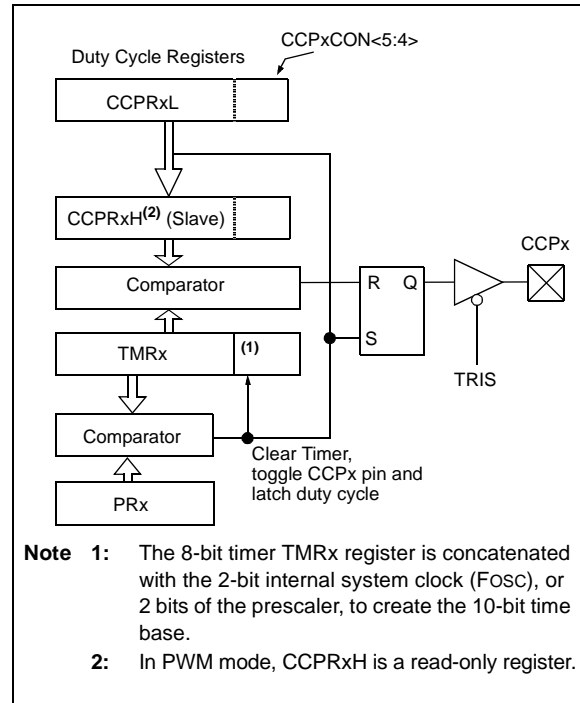 CCPxCON<5:4>
Duty Cycle Registers
CCPRxL
CCPRxH(2) (Slave)
CCPx
Comparator
R Q
TMRx (1)
S
TRIS
Comparator
Clear Timer,
toggle CCPx pin and
latch duty cycle
PRx
Note 1: The 8-bit timer TMRx register is concatenated
with the 2-bit internal system clock (FOSC), or
2 bits of the prescaler, to create the 10-bit time
base.
2: In PWM mode, CCPRxH is a read-only register.